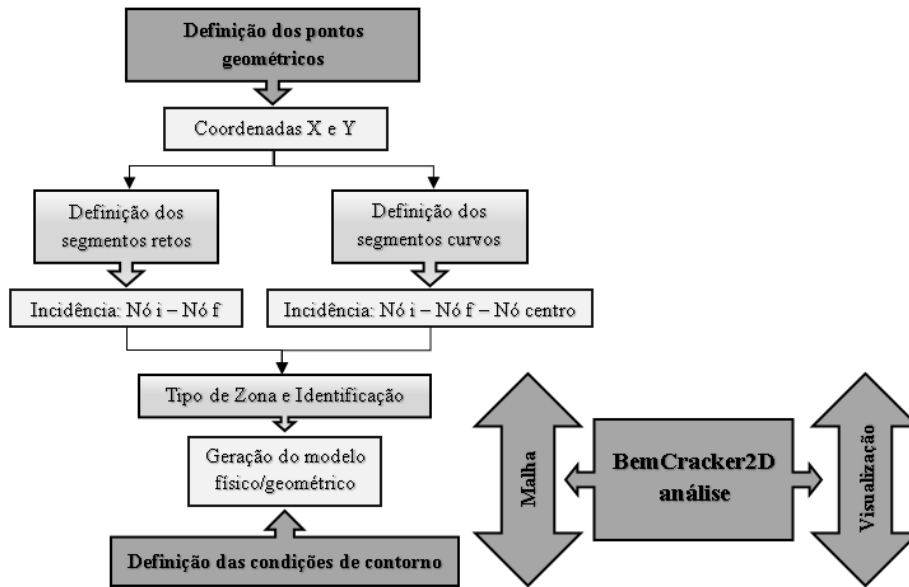 Definição dos pontos
geométricos
Coordenadas X e Y
Definição dos
segmentos retos
Definição dos
segmentos curvos
Incidência: Nó i – Nó f
Incidência: Nó i – Nó f – Nó centro
Tipo de Zona e Identificação
Geração do modelo
físico/geométrico
Definição das condições de contorno
Malha
BemCracker2D
análise
Visualização